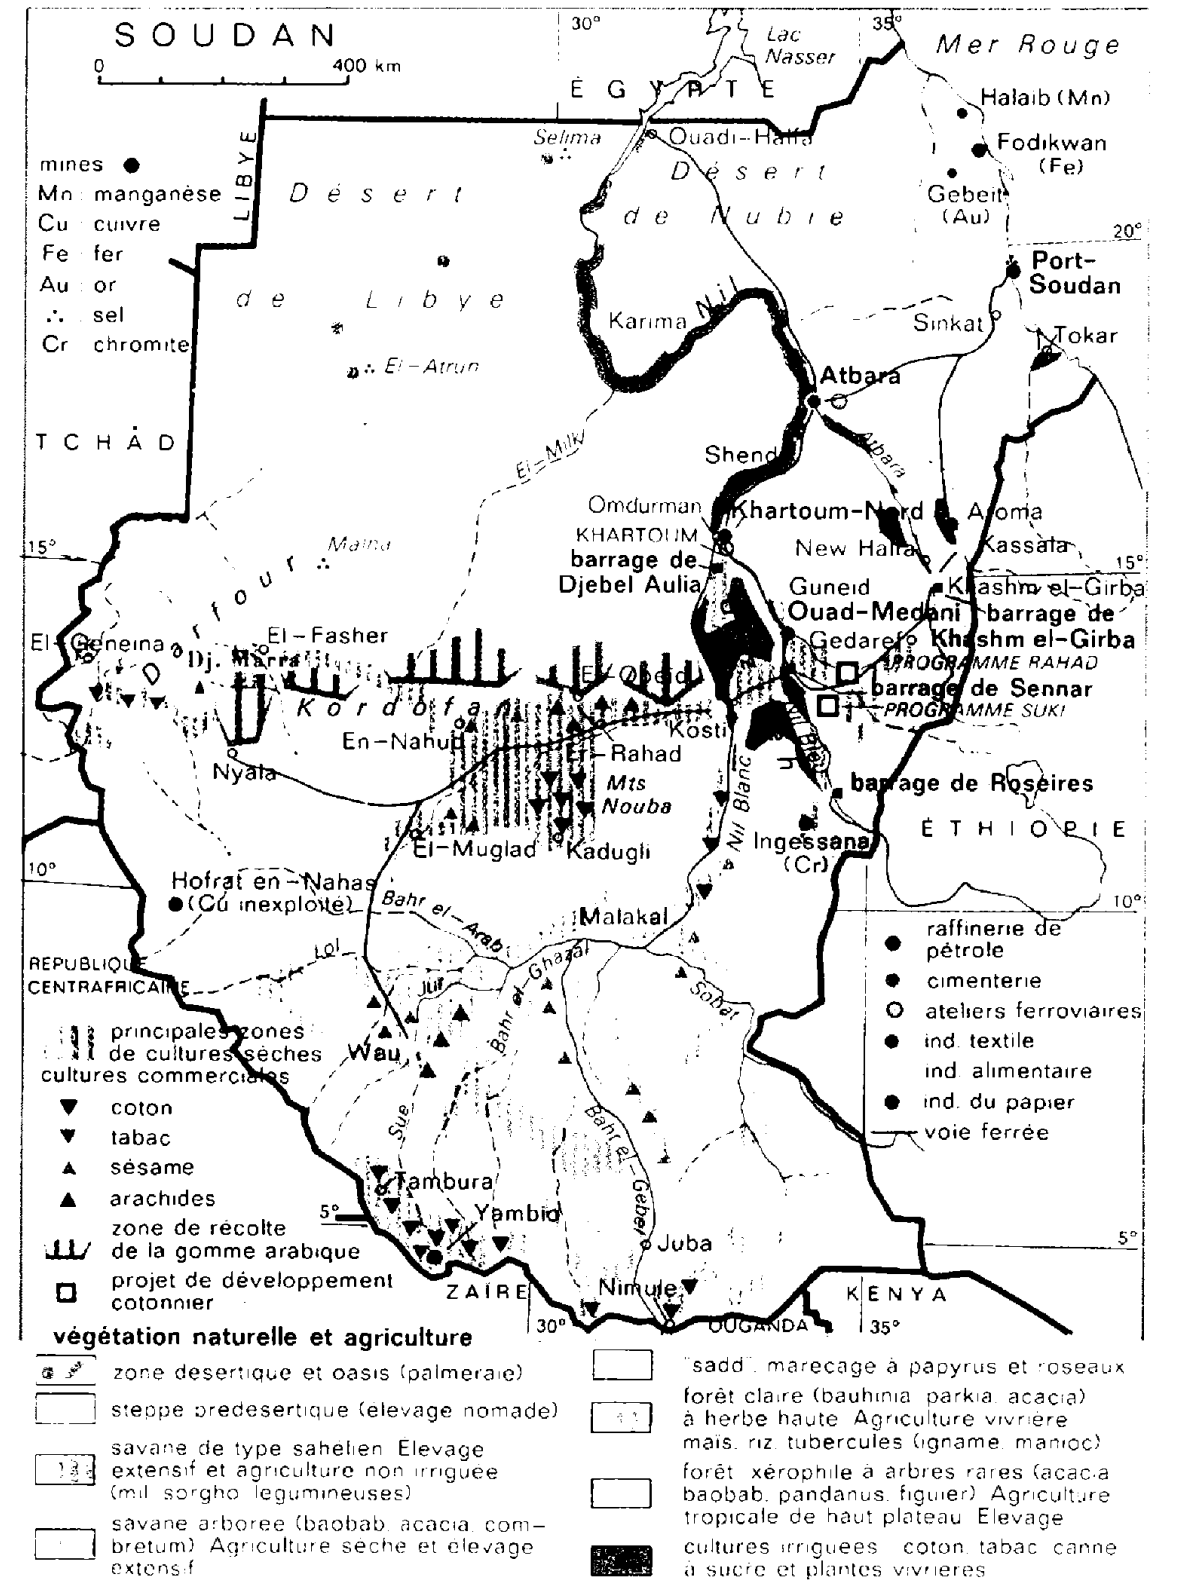 SOUDAN
0 400 km
mines
Mn : manganèse
Cu : cuivre
Fe : fer
Au : or
∴ : sel
Cr : chromite
30°
35°
Lac
Nasser
Mer Rouge
ÉGYPTE
LIBYE
Halaib (Mn)
Fodikwan
(Fe)
Gebeit
(Au)
Selima
Ouadi-Halfa
Désert
de Nubie
Désert
de Libye
20°
Port-
Soudan
Karima
Nil
Sinkat
Tokar
El-Atrun
Atbara
TCHAD
El-Milk
Atbara
Shend
Omdurman
Khartoum-Nord
Aroma
KHARTOUM
15°
Malha
New Halfa
Kassala
15°
barrage de
Djebel Aulia
Guneid
Khashm el-Girba
Darfour
Ouad-Medani
barrage de
Khashm el-Girba
El-Geneina
El-Fasher
Gedaref
Dj. Marra
El-Obeid
PROGRAMME RAHAD
barrage de Sennar
PROGRAMME SUKI
Kordofan
En-Nahud
Kosti
Nyala
Er-Rahad
Mts
Nouba
Nil Bleu
Nil Blanc
barrage de Roseires
ÉTHIOPIE
El-Muglad
Kadugli
Ingessana
(Cr)
10°
Hofrat en-Nahas
(Cu inexploité)
Bahr el-Arab
Malakal
10°
Lol
Bahr el-Ghazal
RÉPUBLIQUE
CENTRAFRICAINE
Jur
Sobat
raffinerie de
pétrole
cimenterie
ateliers ferroviaires
ind. textile
ind. alimentaire
ind. du papier
voie ferrée
principales zones
de cultures sèches
Wau
cultures commerciales
coton
tabac
sésame
arachides
zone de récolte
de la gomme arabique
projet de développement
cotonnier
Sue
Bahr el-Gebel
Tambura
5°
Yambio
Juba
5°
ZAÏRE
Nimule
KENYA
30°
OUGANDA
35°
végétation naturelle et agriculture
zone désertique et oasis (palmeraie)
steppe prédésertique (élevage nomade)
savane de type sahélien Élevage
extensif et agriculture non irriguée
(mil sorgho légumineuses)
savane arborée (baobab, acacia, com-
bretum) Agriculture sèche et élevage
extensif
"sadd", marécage à papyrus et roseaux
forêt claire (bauhinia parkia, acacia)
à herbe haute Agriculture vivrière
maïs, riz, tubercules (igname, manioc)
forêt xérophile à arbres rares (acacia
baobab, pandanus, figuier) Agriculture
tropicale de haut plateau Élevage
cultures irriguées coton, tabac canne
à sucre et plantes vivrières